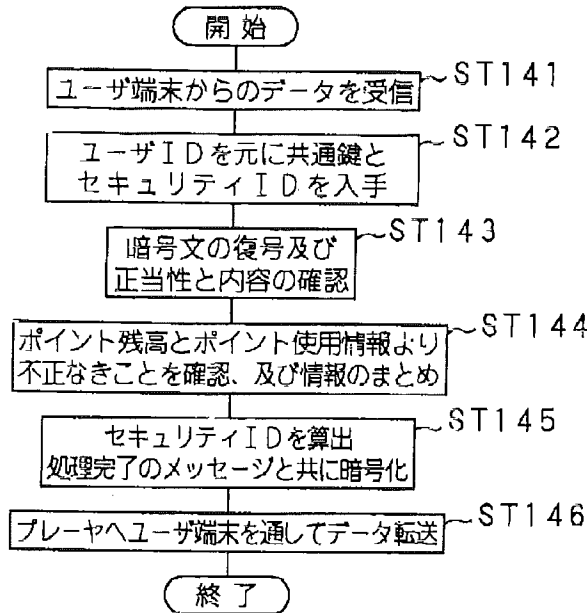 開始
ユーザ端末からのデータを受信
ST141
ユーザIDを元に共通鍵と
セキュリティIDを入手
ST142
暗号文の復号及び
正当性と内容の確認
ST143
ポイント残高とポイント使用情報より
不正なきことを確認、及び情報のまとめ
ST144
セキュリティIDを算出
処理完了のメッセージと共に暗号化
ST145
プレーヤへユーザ端末を通してデータ転送
ST146
終了